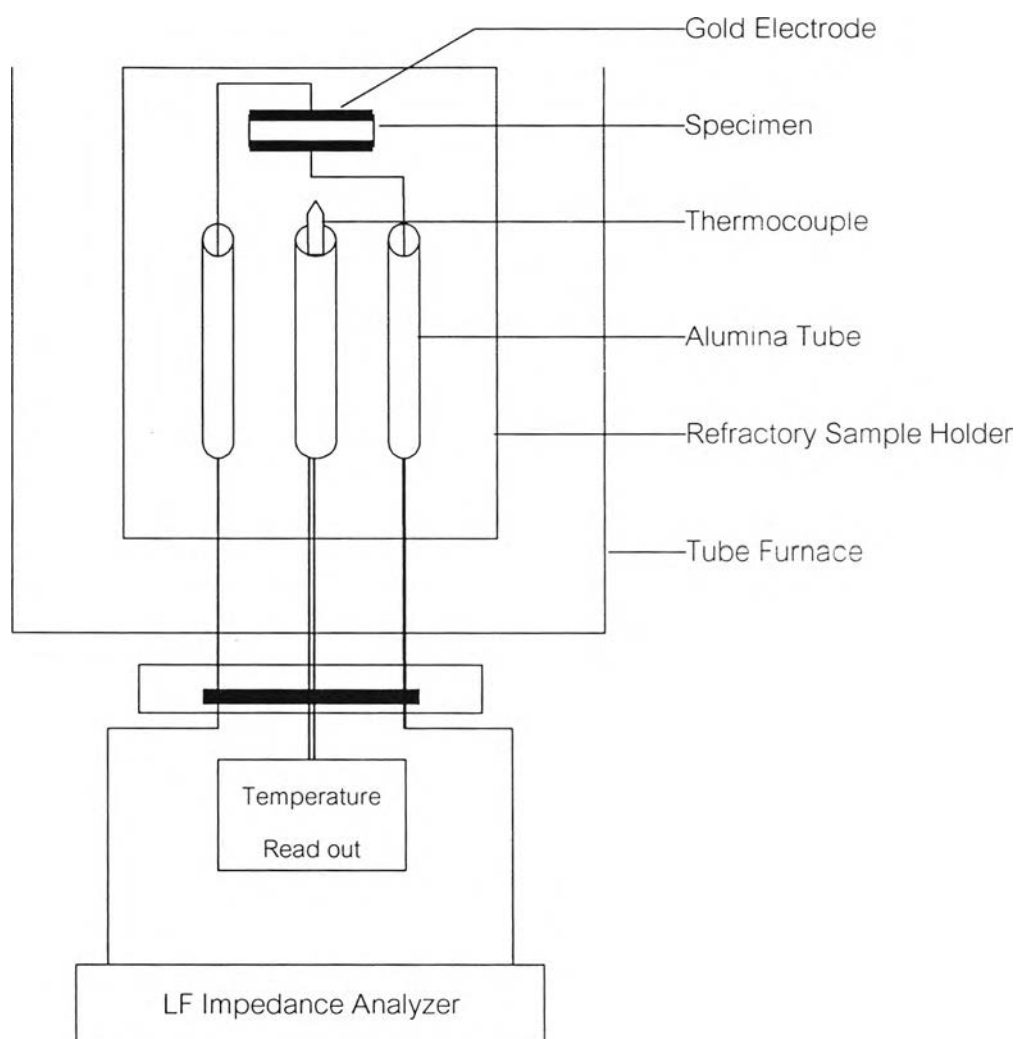 Gold Electrode
Specimen
Thermocouple
Alumina Tube
Refractory Sample Holder
Tube Furnace
Temperature
Read out
LF Impedance Analyzer